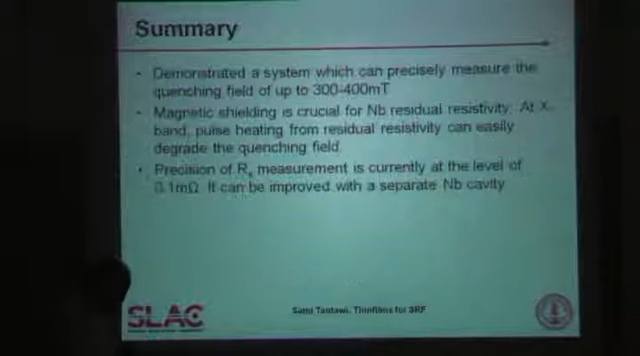 Summary
- Demonstrated a system which can precisely measure the
quenching field of up to 300-400mT
- Magnetic shielding is crucial for Nb residual resistivity. At X-
band, pulse heating from residual resistivity can easily
degrade the quenching field.
- Precision of Rs measurement is currently at the level of
0.1mΩ. It can be improved with a separate Nb cavity
SLAC
Sami Tantawi, Thinfilms for SRF